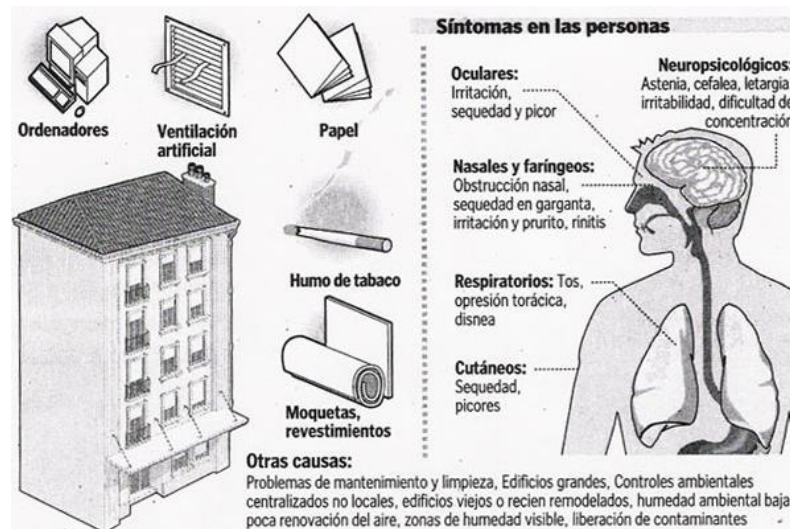 Ordenadores
Ventilación
artificial
Papel
Humo de tabaco
Moquetas,
revestimientos
Síntomas en las personas
Oculares:
Irritación,
sequedad y picor
Neuropsicológicos:
Astenia, cefalea, letargia
irritabilidad, dificultad de
concentración
Nasales y faríngeos:
Obstrucción nasal,
sequedad en garganta,
irritación y prurito, rinitis
Respiratorios: Tos,
opresión torácica,
disnea
Cutáneos:
Sequedad,
picores
Otras causas:
Problemas de mantenimiento y limpieza, Edificios grandes, Controles ambientales
centralizados no locales, edificios viejos o recien remodelados, humedad ambiental baja
poca renovación del aire, zonas de humedad visible, liberación de contaminantes